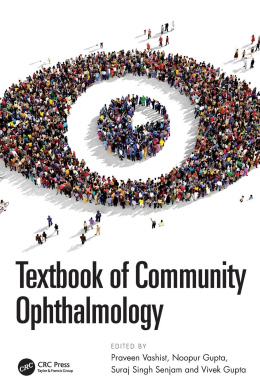 Textbook of Community
Ophthalmology
EDITED BY
Praveen Vashist, Noopur Gupta,
Suraj Singh Senjam and Vivek Gupta
CRC
CRC Press
Taylor & Francis Group